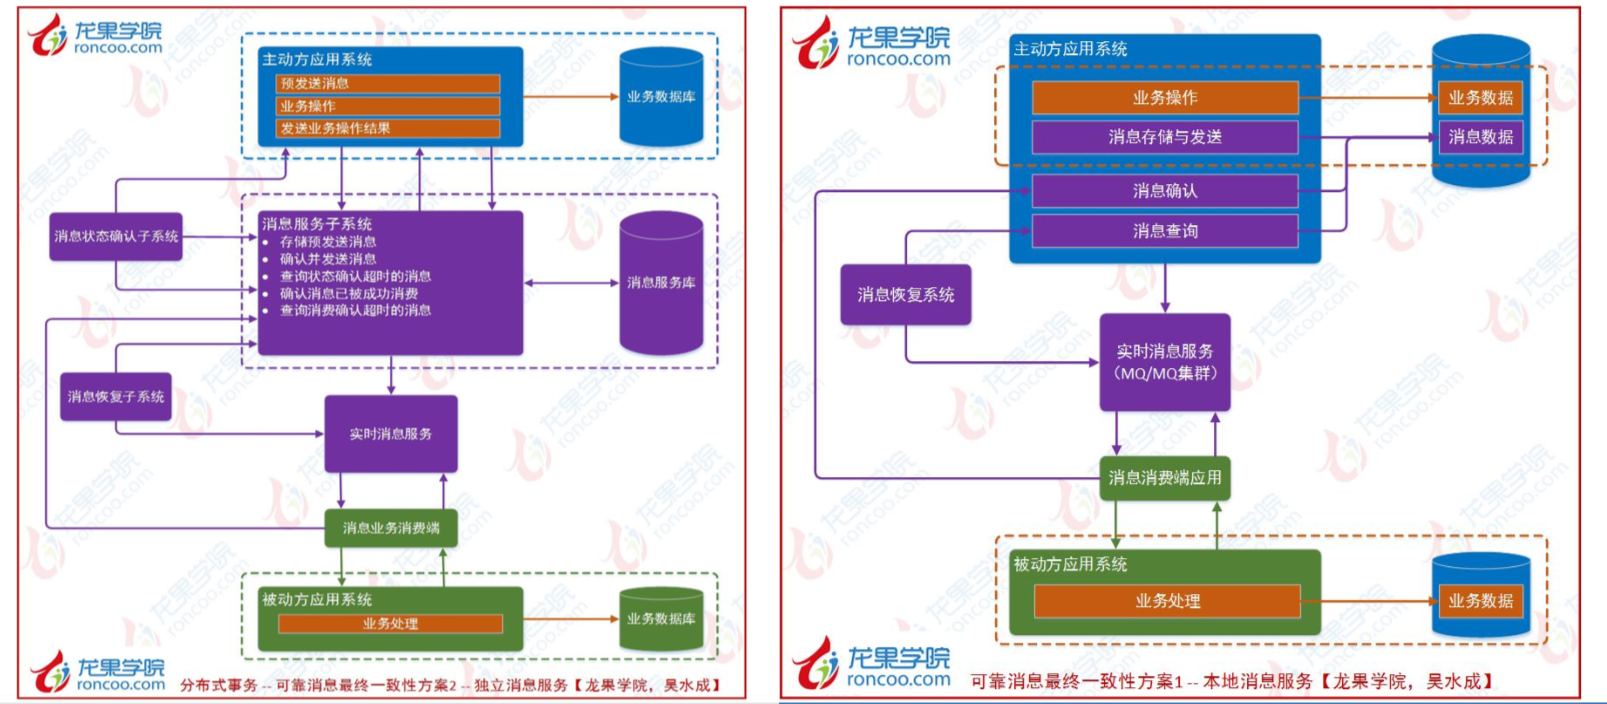 龙果学院
roncoo.com
主动方应用系统
预发送消息
业务操作
发送业务操作结果
业务数据库
消息状态确认子系统
消息服务子系统
• 存储预发送消息
• 确认并发送消息
• 查询状态确认超时的消息
• 确认消息已被成功消费
• 查询消费确认超时的消息
消息服务库
消息恢复子系统
实时消息服务
消息业务消费端
被动方应用系统
业务处理
业务数据库
龙果学院
roncoo.com
分布式事务 -- 可靠消息最终一致性方案2 -- 独立消息服务【龙果学院，吴水成】
龙果学院
roncoo.com
主动方应用系统
业务操作
业务数据
消息存储与发送
消息数据
消息确认
消息查询
消息恢复系统
实时消息服务
（MQ/MQ集群）
消息消费端应用
被动方应用系统
业务处理
业务数据
龙果学院
roncoo.com
可靠消息最终一致性方案1 -- 本地消息服务【龙果学院，吴水成】